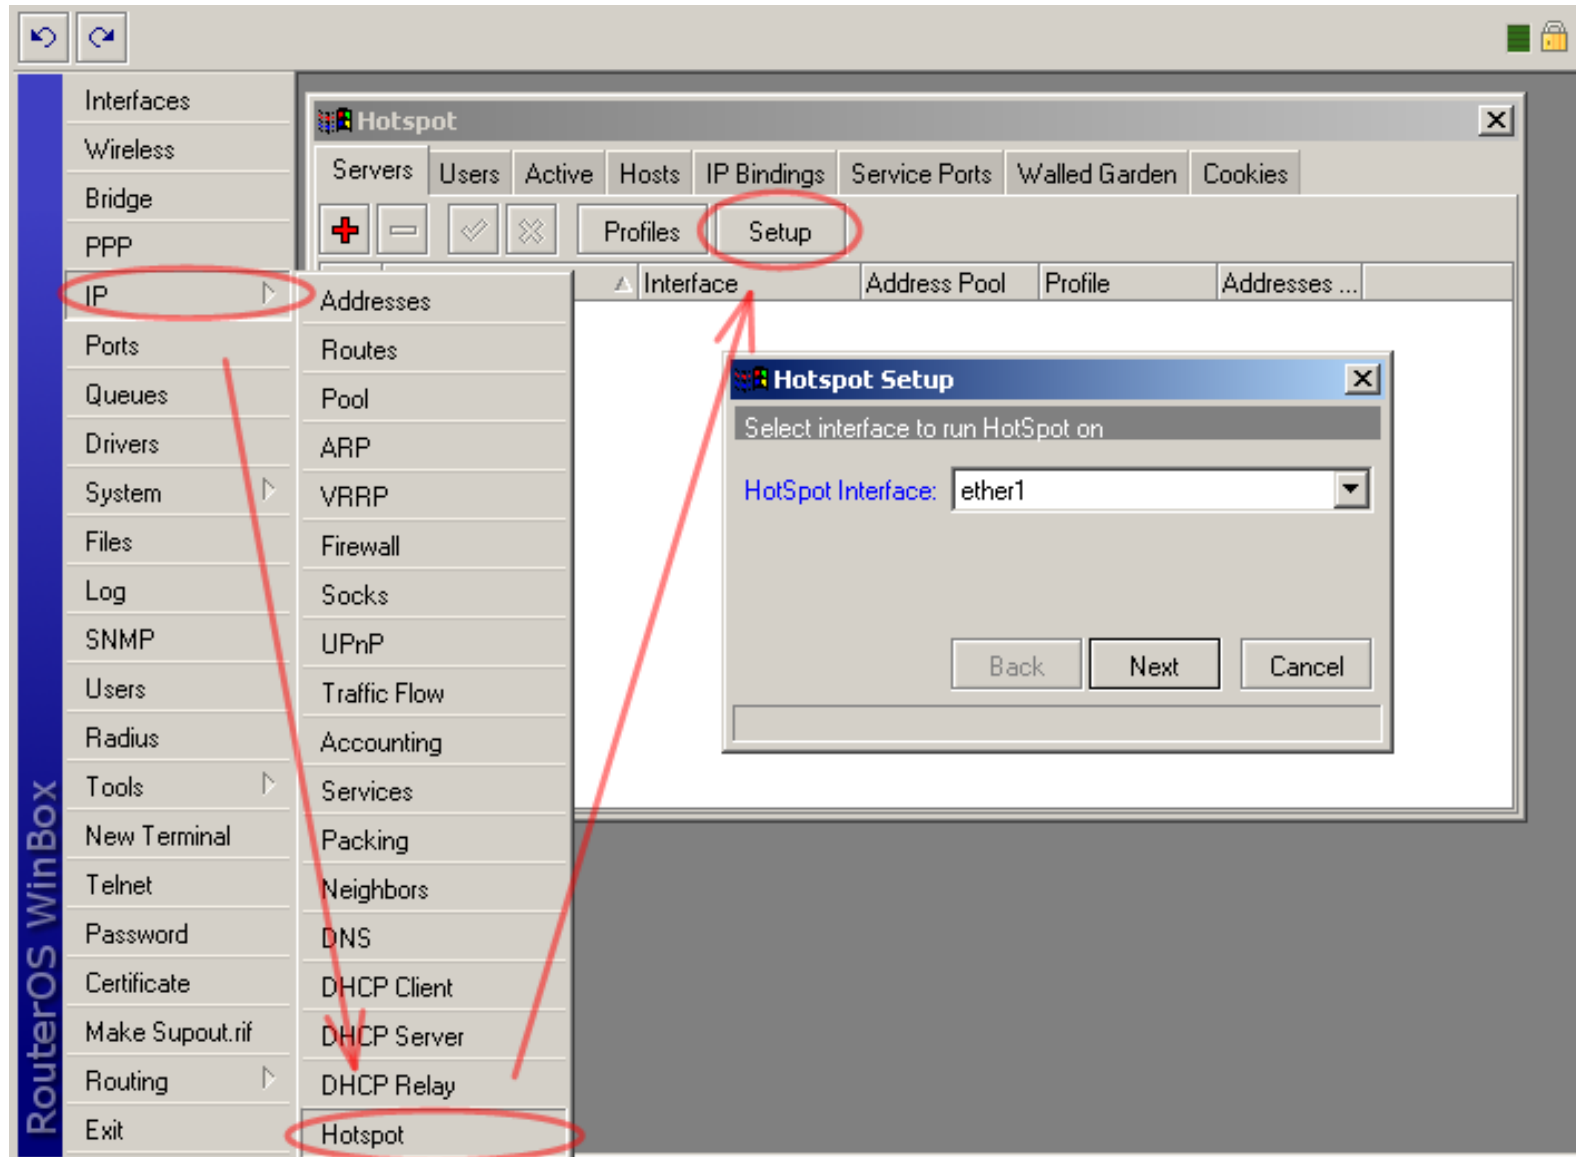 Interfaces
Wireless
Bridge
PPP
IP
Ports
Queues
Drivers
System
Files
Log
SNMP
Users
Radius
Tools
New Terminal
Telnet
Password
Certificate
Make Supout.rif
Routing
Exit
RouterOS WinBox
Addresses
Routes
Pool
ARP
VRRP
Firewall
Socks
UPnP
Traffic Flow
Accounting
Services
Packing
Neighbors
DNS
DHCP Client
DHCP Server
DHCP Relay
Hotspot
Hotspot
Servers Users Active Hosts IP Bindings Service Ports Walled Garden Cookies
Profiles Setup
Interface Address Pool Profile Addresses ...
Hotspot Setup
Select interface to run HotSpot on
HotSpot Interface: ether1
Back Next Cancel